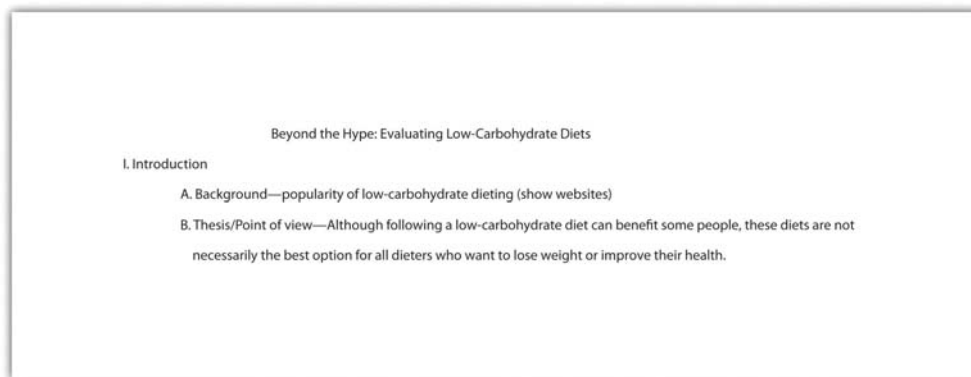 Beyond the Hype: Evaluating Low-Carbohydrate Diets
I. Introduction
A. Background—popularity of low-carbohydrate dieting (show websites)
B. Thesis/Point of view—Although following a low-carbohydrate diet can benefit some people, these diets are not
necessarily the best option for all dieters who want to lose weight or improve their health.